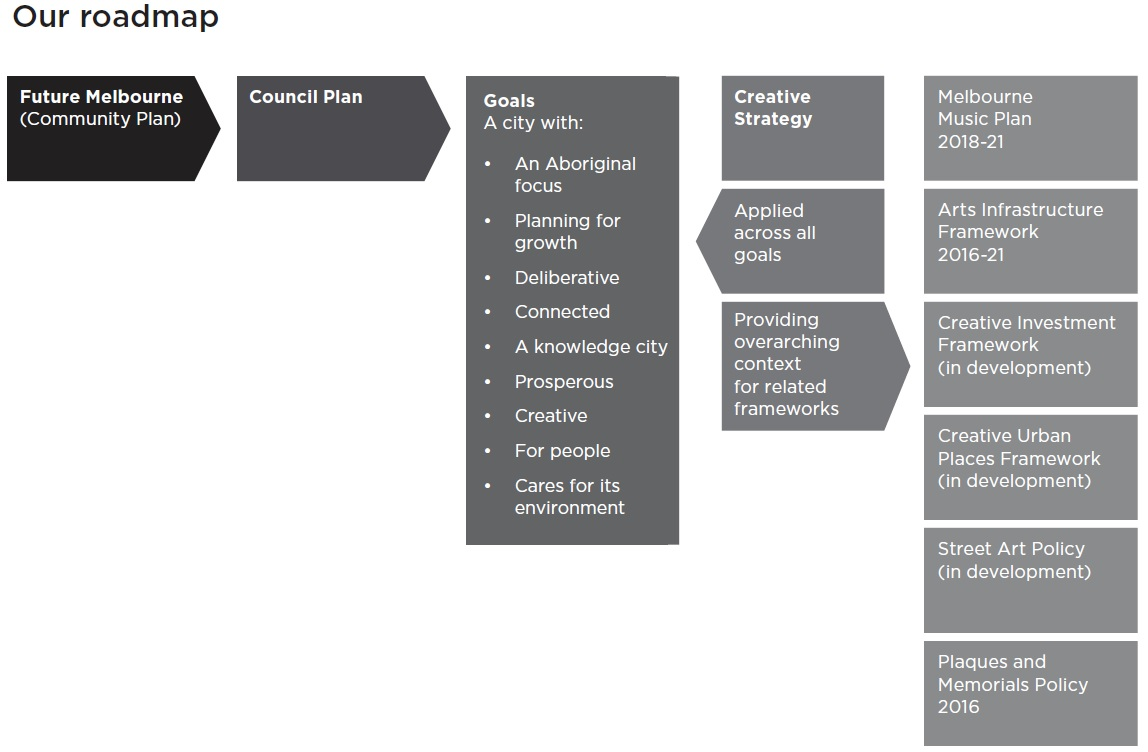 Our roadmap
Future Melbourne
(Community Plan)
Council Plan
Goals
A city with:
• An Aboriginal
focus
• Planning for
growth
• Deliberative
• Connected
• A knowledge city
• Prosperous
• Creative
• For people
• Cares for its
environment
Creative
Strategy
Applied
across all
goals
Providing
overarching
context
for related
frameworks
Melbourne
Music Plan
2018-21
Arts Infrastructure
Framework
2016-21
Creative Investment
Framework
(in development)
Creative Urban
Places Framework
(in development)
Street Art Policy
(in development)
Plaques and
Memorials Policy
2016